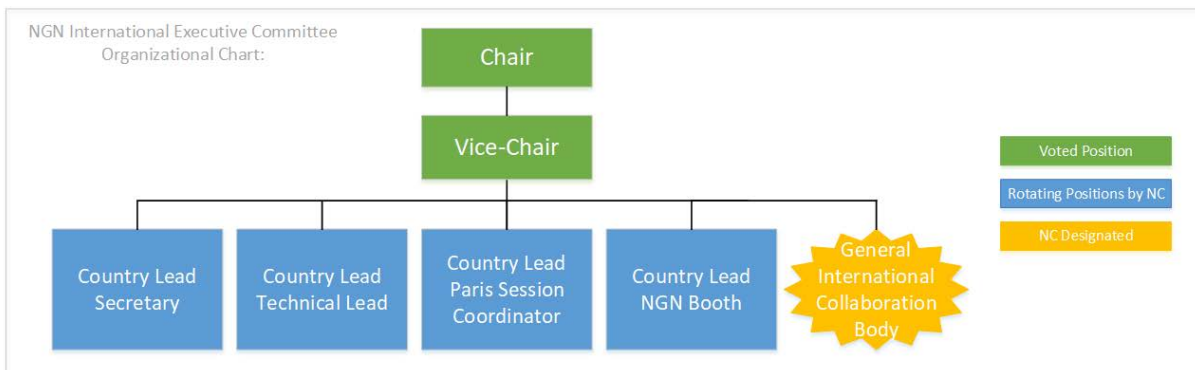 NGN International Executive Committee
Organizational Chart:
Chair
Vice-Chair
Voted Position
Rotating Positions by NC
NC Designated
Country Lead
Secretary
Country Lead
Technical Lead
Country Lead
Paris Session
Coordinator
Country Lead
NGN Booth
General
International
Collaboration
Body